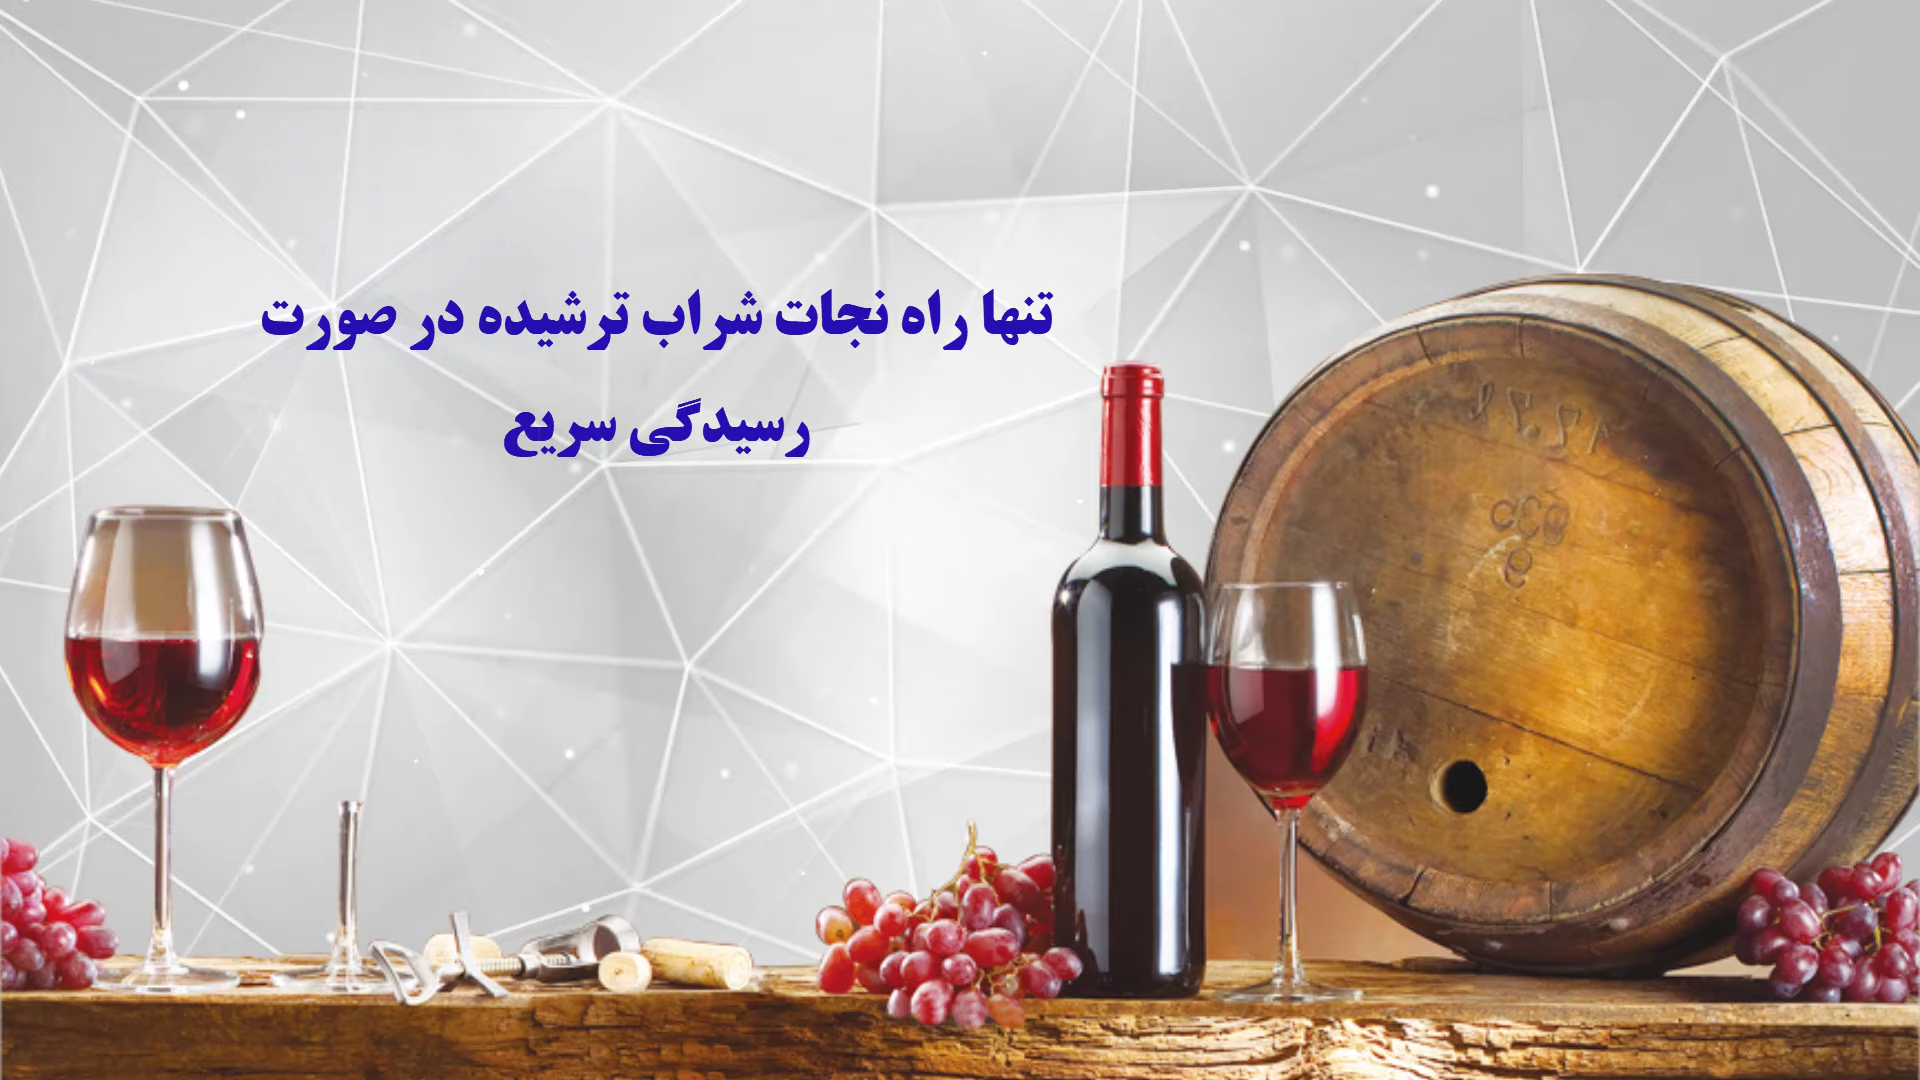 تنها راه نجات شراب ترشیده در صورت
رسیدگی سریع